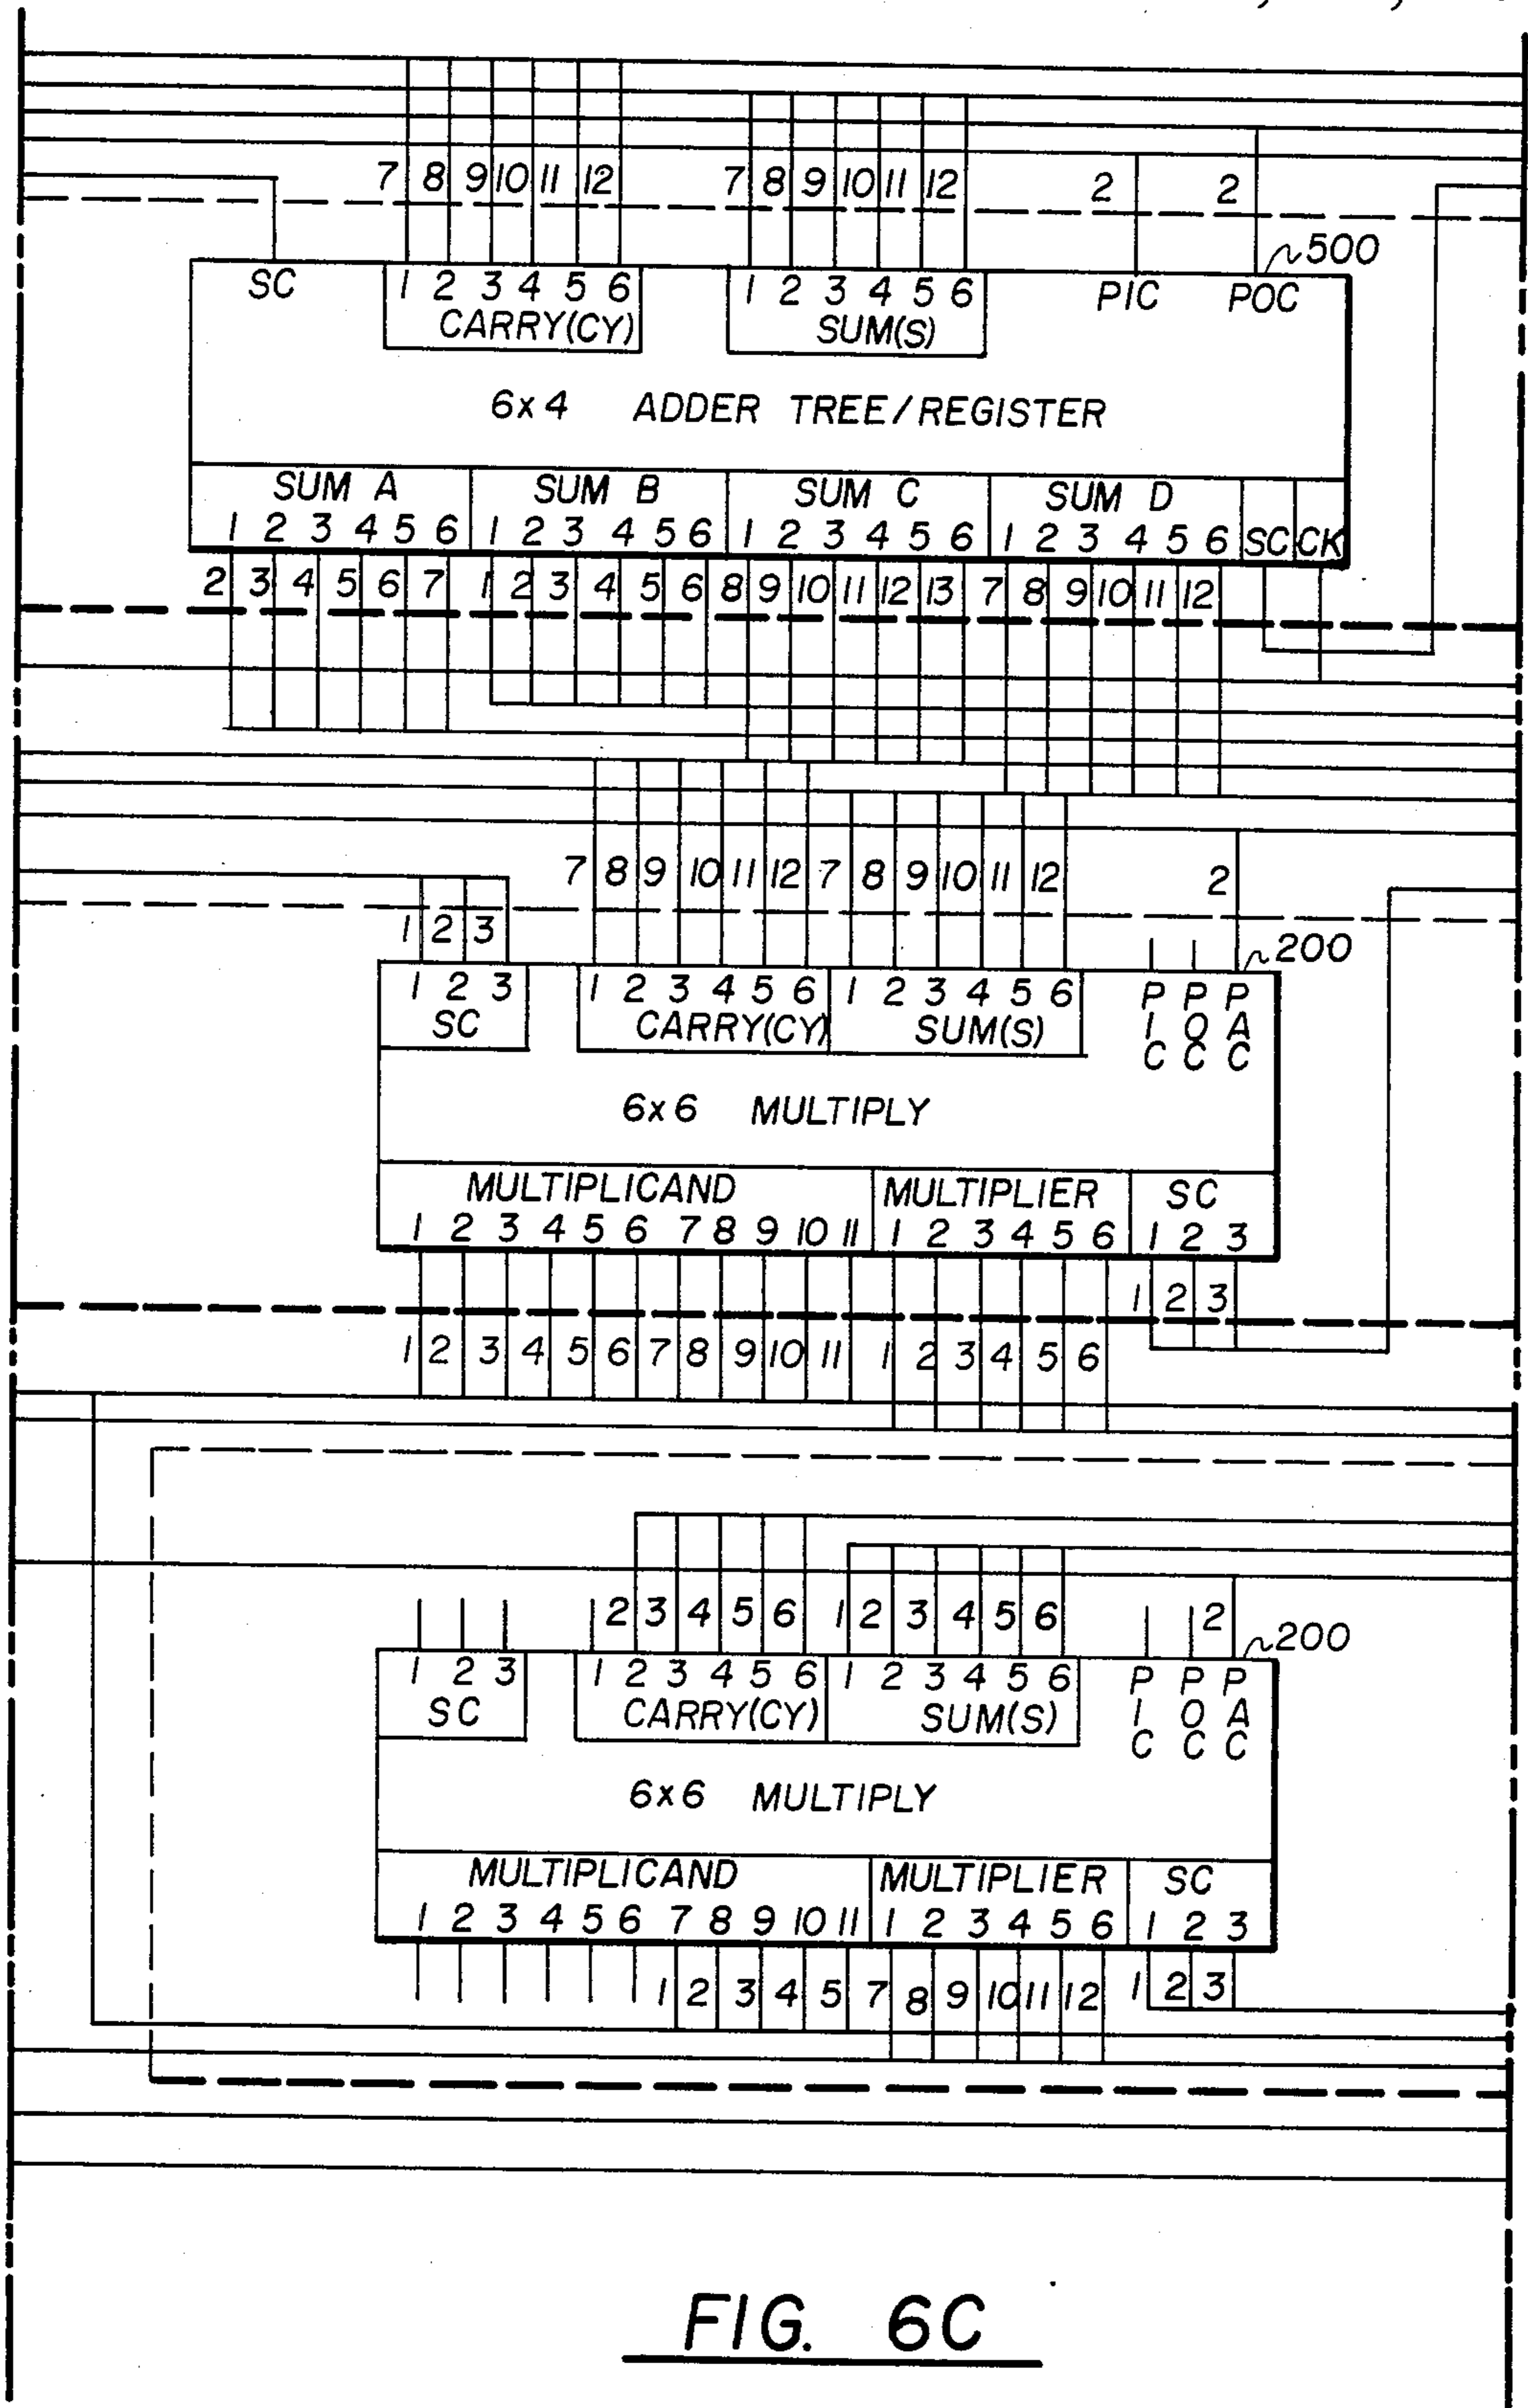 7 8 9 10 11 12 7 8 9 10 11 12 2 2
500
SC 1 2 3 4 5 6 1 2 3 4 5 6 PIC POC
CARRY(CY) SUM(S)
6x4 ADDER TREE/REGISTER
SUM A SUM B SUM C SUM D
1 2 3 4 5 6 1 2 3 4 5 6 1 2 3 4 5 6 1 2 3 4 5 6 SC CK
2 3 4 5 6 7 1 2 3 4 5 6 8 9 10 11 12 13 7 8 9 10 11 12
7 8 9 10 11 12 7 8 9 10 11 12 2
1 2 3
200
1 2 3 1 2 3 4 5 6 1 2 3 4 5 6 PIC POC PAC
SC CARRY(CY) SUM(S)
6x6 MULTIPLY
MULTIPLICAND MULTIPLIER SC
1 2 3 4 5 6 7 8 9 10 11 1 2 3 4 5 6 1 2 3
1 2 3
1 2 3 4 5 6 7 8 9 10 11 1 2 3 4 5 6
2 3 4 5 6 1 2 3 4 5 6 2
200
1 2 3 1 2 3 4 5 6 1 2 3 4 5 6 PIC POC PAC
SC CARRY(CY) SUM(S)
6x6 MULTIPLY
MULTIPLICAND MULTIPLIER SC
1 2 3 4 5 6 7 8 9 10 11 1 2 3 4 5 6 1 2 3
1 2 3 4 5 7 8 9 10 11 12 1 2 3
FIG. 6C